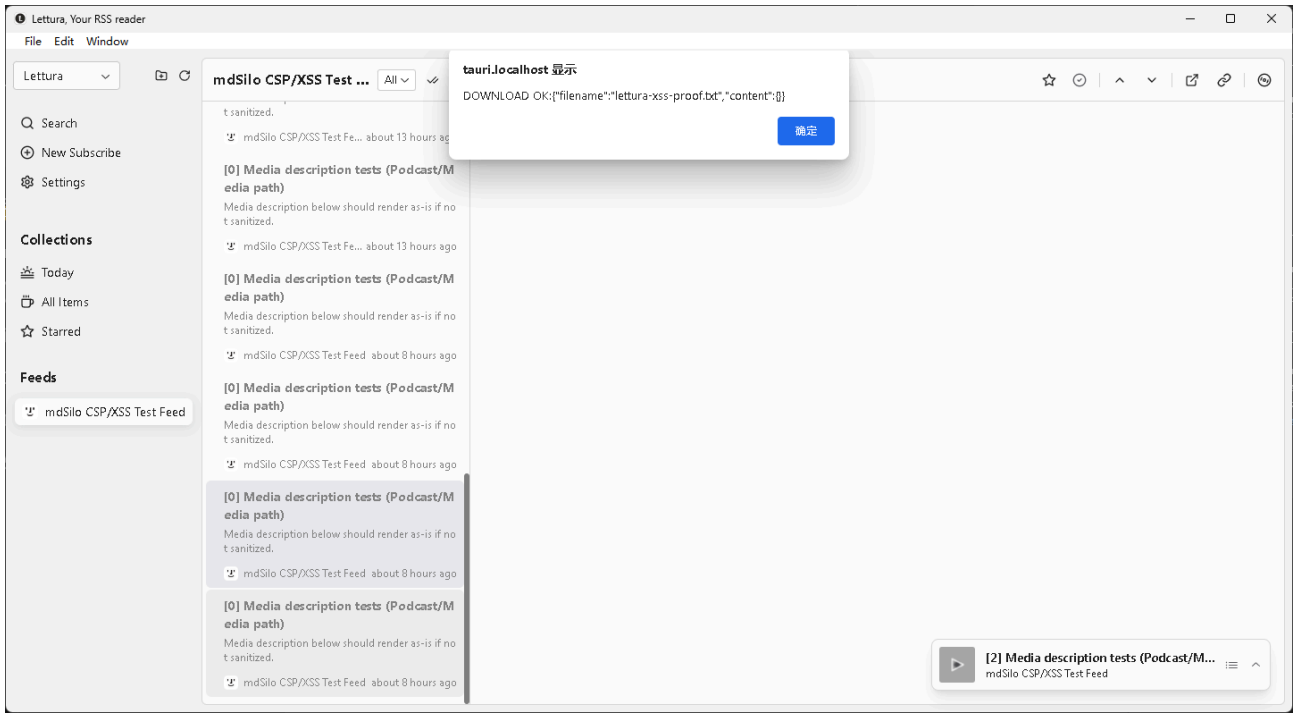 Lettura, Your RSS reader
File Edit Window
Lettura
Search
New Subscribe
Settings
Collections
Today
All Items
Starred
Feeds
mdSilo CSP/XSS Test Feed
mdSilo CSP/XSS Test ... All
t sanitized.
mdSilo CSP/XSS Test Fe... about 13 hours ag
[0] Media description tests (Podcast/M
edia path)
Media description below should render as-is if no
t sanitized.
mdSilo CSP/XSS Test Fe... about 13 hours ago
[0] Media description tests (Podcast/M
edia path)
Media description below should render as-is if no
t sanitized.
mdSilo CSP/XSS Test Feed about 8 hours ago
[0] Media description tests (Podcast/M
edia path)
Media description below should render as-is if no
t sanitized.
mdSilo CSP/XSS Test Feed about 8 hours ago
[0] Media description tests (Podcast/M
edia path)
Media description below should render as-is if no
t sanitized.
mdSilo CSP/XSS Test Feed about 8 hours ago
[0] Media description tests (Podcast/M
edia path)
Media description below should render as-is if no
t sanitized.
mdSilo CSP/XSS Test Feed about 8 hours ago
tauri.localhost 显示
DOWNLOAD OK:{"filename":"lettura-xss-proof.txt","content":{}}
确定
[2] Media description tests (Podcast/M...
mdSilo CSP/XSS Test Feed